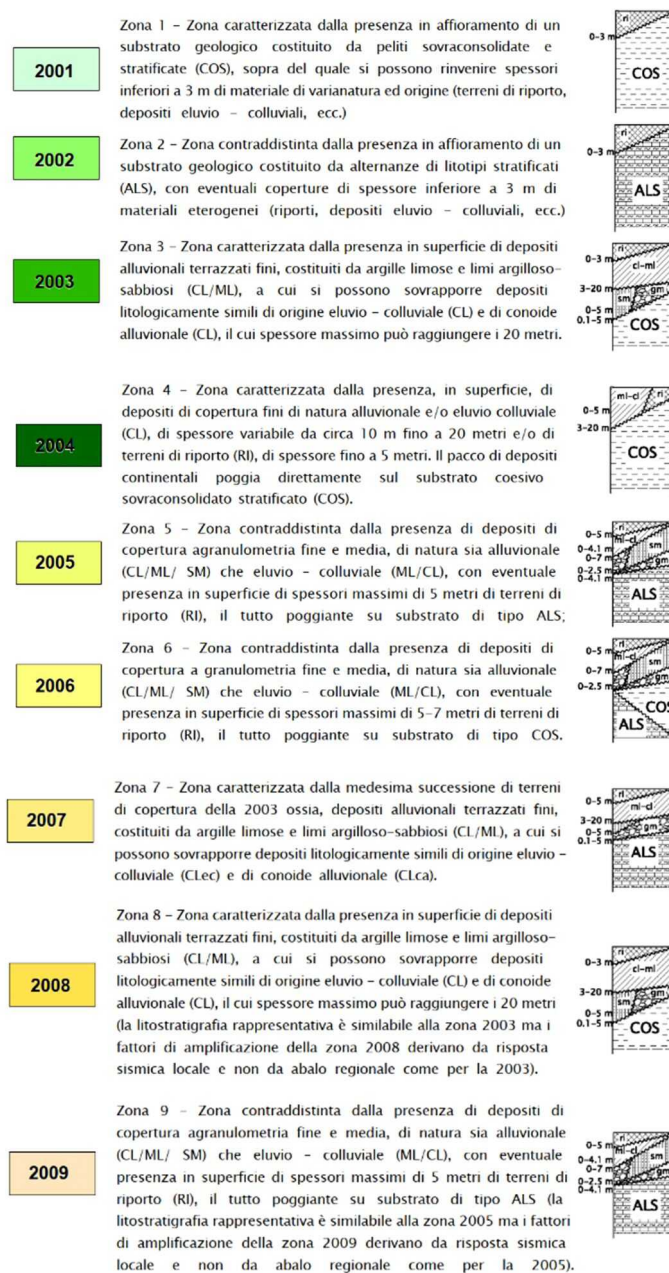 Zona 1 – Zona caratterizzata dalla presenza in affioramento di un
substrato geologico costituito da peliti sovraconsolidate e
stratificate (COS), sopra del quale si possono rinvenire spessori
inferiori a 3 m di materiale di varianatura ed origine (terreni di riporto,
depositi eluvio – colluviali, ecc.)
2001
ri
0-3 m
COS
Zona 2 – Zona contraddistinta dalla presenza in affioramento di un
substrato geologico costituito da alternanze di litotipi stratificati
(ALS), con eventuali coperture di spessore inferiore a 3 m di
materiali eterogenei (riporti, depositi eluvio – colluviali, ecc.)
2002
ri
0-3 m
ALS
Zona 3 – Zona caratterizzata dalla presenza in superficie di depositi
alluvionali terrazzati fini, costituiti da argille limose e limi argilloso-
sabbiosi (CL/ML), a cui si possono sovrapporre depositi
litologicamente simili di origine eluvio – colluviale (CL) e di conoide
alluvionale (CL), il cui spessore massimo può raggiungere i 20 metri.
2003
ri
0-3 m
cl-ml
3-20 m
sm
gm
0-5 m
0.1-5 m
COS
Zona 4 – Zona caratterizzata dalla presenza, in superficie, di
depositi di copertura fini di natura alluvionale e/o eluvio colluviale
(CL), di spessore variabile da circa 10 m fino a 20 metri e/o di
terreni di riporto (RI), di spessore fino a 5 metri. Il pacco di depositi
continentali poggia direttamente sul substrato coesivo
sovraconsolidato stratificato (COS).
2004
ml-cl
ri
0-5 m
3-20 m
COS
Zona 5 – Zona contraddistinta dalla presenza di depositi di
copertura agranulometria fine e media, di natura sia alluvionale
(CL/ML/ SM) che eluvio – colluviale (ML/CL), con eventuale
presenza in superficie di spessori massimi di 5 metri di terreni di
riporto (RI), il tutto poggiante su substrato di tipo ALS;
2005
ri
0-5 m
ml-cl
0-4.1 m
sm
0-7 m
gm
0-2.5 m
0-4.1 m
ALS
Zona 6 – Zona contraddistinta dalla presenza di depositi di
copertura a granulometria fine e media, di natura sia alluvionale
(CL/ML/ SM) che eluvio – colluviale (ML/CL), con eventuale
presenza in superficie di spessori massimi di 5-7 metri di terreni di
riporto (RI), il tutto poggiante su substrato di tipo COS.
2006
ri
0-5 m
ml-cl
sm
0-7 m
gm
0-2.5 m
COS
ALS
Zona 7 – Zona caratterizzata dalla medesima successione di terreni
di copertura della 2003 ossia, depositi alluvionali terrazzati fini,
costituiti da argille limose e limi argilloso-sabbiosi (CL/ML), a cui si
possono sovrapporre depositi litologicamente simili di origine eluvio –
colluviale (CLec) e di conoide alluvionale (CLca).
2007
ri
0-5 m
ml-cl
3-20 m
gm
0-5 m
0.1-5 m
ALS
Zona 8 – Zona caratterizzata dalla presenza in superficie di depositi
alluvionali terrazzati fini, costituiti da argille limose e limi argilloso-
sabbiosi (CL/ML), a cui si possono sovrapporre depositi
litologicamente simili di origine eluvio – colluviale (CL) e di conoide
alluvionale (CL), il cui spessore massimo può raggiungere i 20 metri
(la litostratigrafia rappresentativa è similabile alla zona 2003 ma i
fattori di amplificazione della zona 2008 derivano da risposta
sismica locale e non da abalo regionale come per la 2003).
2008
ri
0-3 m
cl-ml
3-20 m
sm
gm
0-5 m
0.1-5 m
COS
Zona 9 – Zona contraddistinta dalla presenza di depositi di
copertura agranulometria fine e media, di natura sia alluvionale
(CL/ML/ SM) che eluvio – colluviale (ML/CL), con eventuale
presenza in superficie di spessori massimi di 5 metri di terreni di
riporto (RI), il tutto poggiante su substrato di tipo ALS (la
litostratigrafia rappresentativa è similabile alla zona 2005 ma i fattori
di amplificazione della zona 2009 derivano da risposta sismica
locale e non da abalo regionale come per la 2005).
2009
ri
0-5 m
ml-cl
0-4.1 m
sm
0-7 m
gm
0-2.5 m
0-4.1 m
ALS